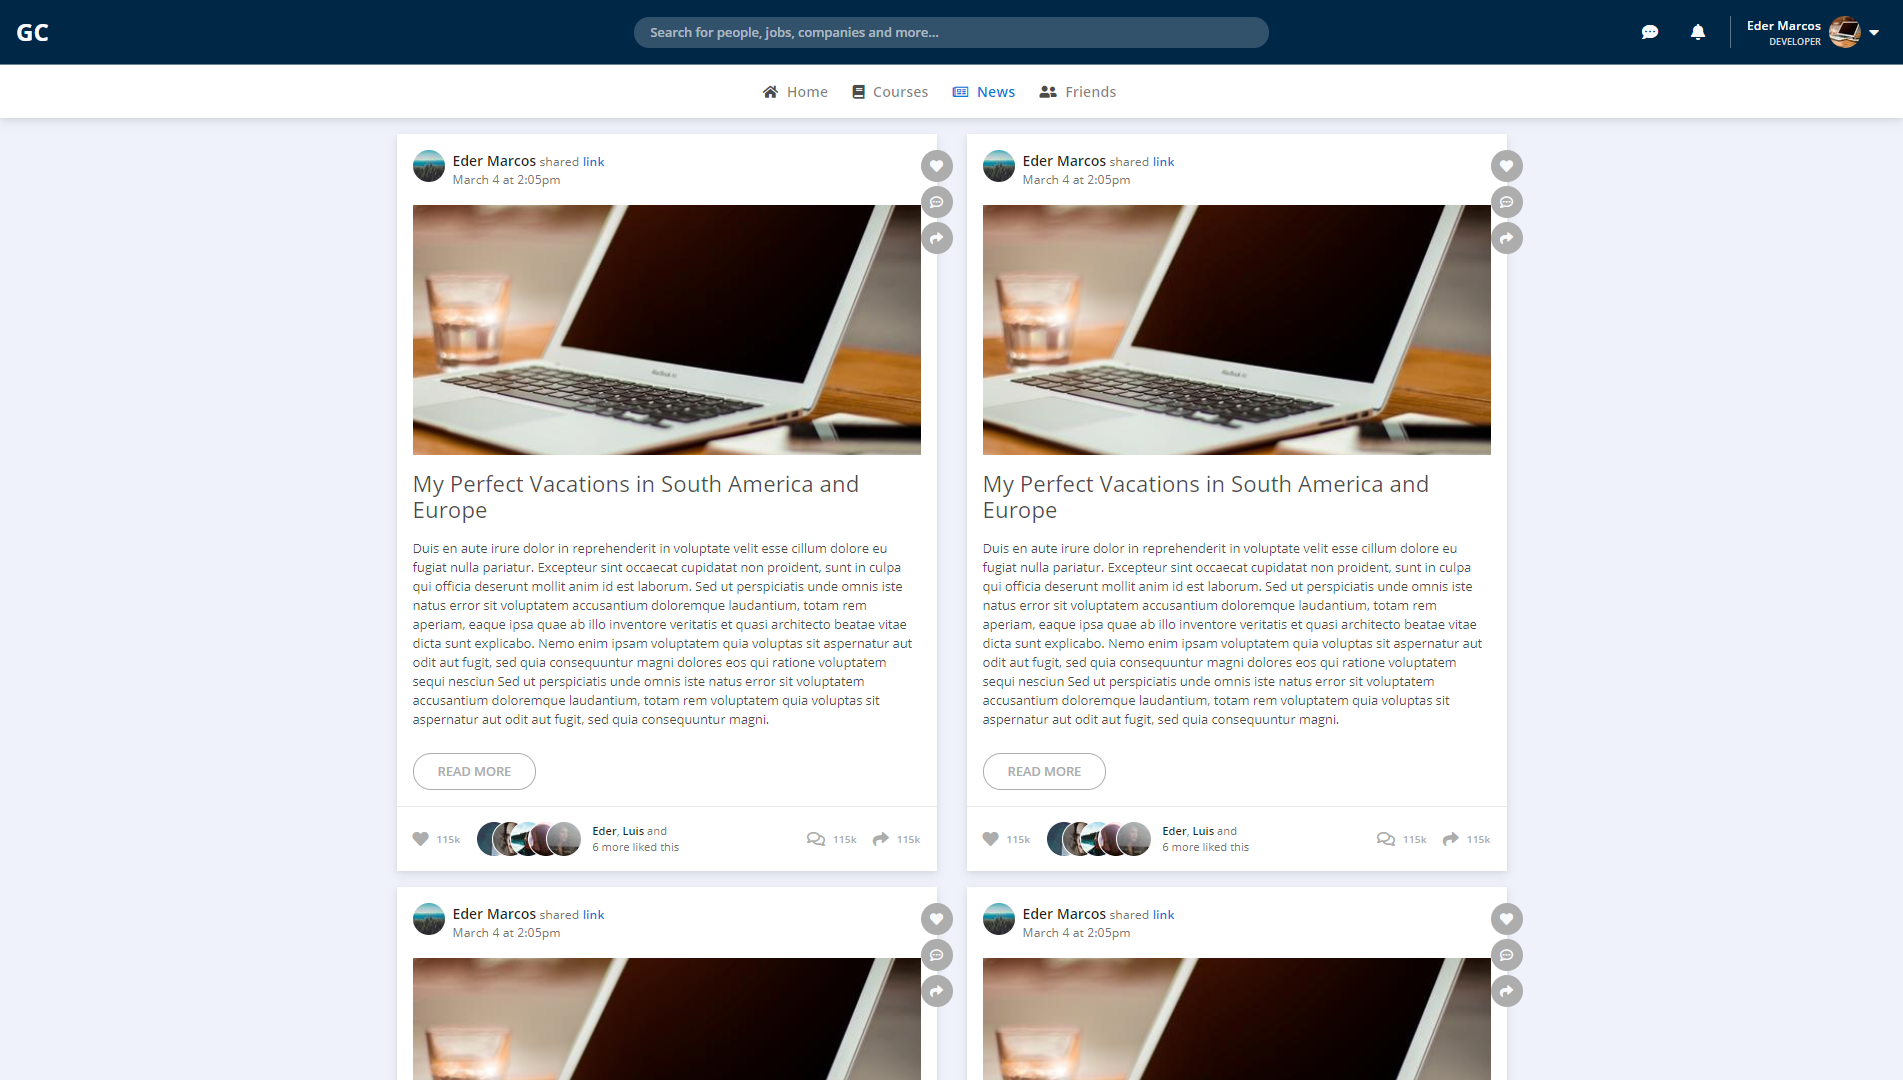 GC
Search for people, jobs, companies and more...
Eder Marcos
DEVELOPER
Home
Courses
News
Friends
Eder Marcos shared link
March 4 at 2:05pm
My Perfect Vacations in South America and
Europe
Duis en aute irure dolor in reprehenderit in voluptate velit esse cillum dolore eu
fugiat nulla pariatur. Excepteur sint occaecat cupidatat non proident, sunt in culpa
qui officia deserunt mollit anim id est laborum. Sed ut perspiciatis unde omnis iste
natus error sit voluptatem accusantium doloremque laudantium, totam rem
aperiam, eaque ipsa quae ab illo inventore veritatis et quasi architecto beatae vitae
dicta sunt explicabo. Nemo enim ipsam voluptatem quia voluptas sit aspernatur aut
odit aut fugit, sed quia consequuntur magni dolores eos qui ratione voluptatem
sequi nesciun Sed ut perspiciatis unde omnis iste natus error sit voluptatem
accusantium doloremque laudantium, totam rem voluptatem quia voluptas sit
aspernatur aut odit aut fugit, sed quia consequuntur magni.
READ MORE
115k
Eder, Luis and
6 more liked this
115k
115k
Eder Marcos shared link
March 4 at 2:05pm
My Perfect Vacations in South America and
Europe
Duis en aute irure dolor in reprehenderit in voluptate velit esse cillum dolore eu
fugiat nulla pariatur. Excepteur sint occaecat cupidatat non proident, sunt in culpa
qui officia deserunt mollit anim id est laborum. Sed ut perspiciatis unde omnis iste
natus error sit voluptatem accusantium doloremque laudantium, totam rem
aperiam, eaque ipsa quae ab illo inventore veritatis et quasi architecto beatae vitae
dicta sunt explicabo. Nemo enim ipsam voluptatem quia voluptas sit aspernatur aut
odit aut fugit, sed quia consequuntur magni dolores eos qui ratione voluptatem
sequi nesciun Sed ut perspiciatis unde omnis iste natus error sit voluptatem
accusantium doloremque laudantium, totam rem voluptatem quia voluptas sit
aspernatur aut odit aut fugit, sed quia consequuntur magni.
READ MORE
115k
Eder, Luis and
6 more liked this
115k
115k
Eder Marcos shared link
March 4 at 2:05pm
Eder Marcos shared link
March 4 at 2:05pm